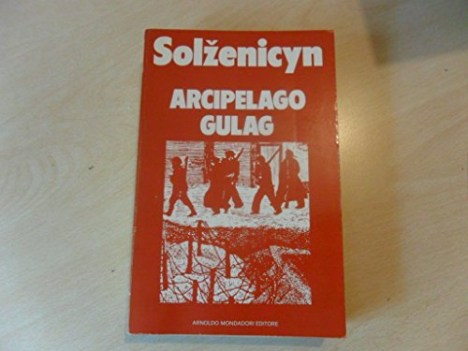 Solženicyn
ARCIPELAGO
GULAG
ARNOLDO MONDADORI EDITORE